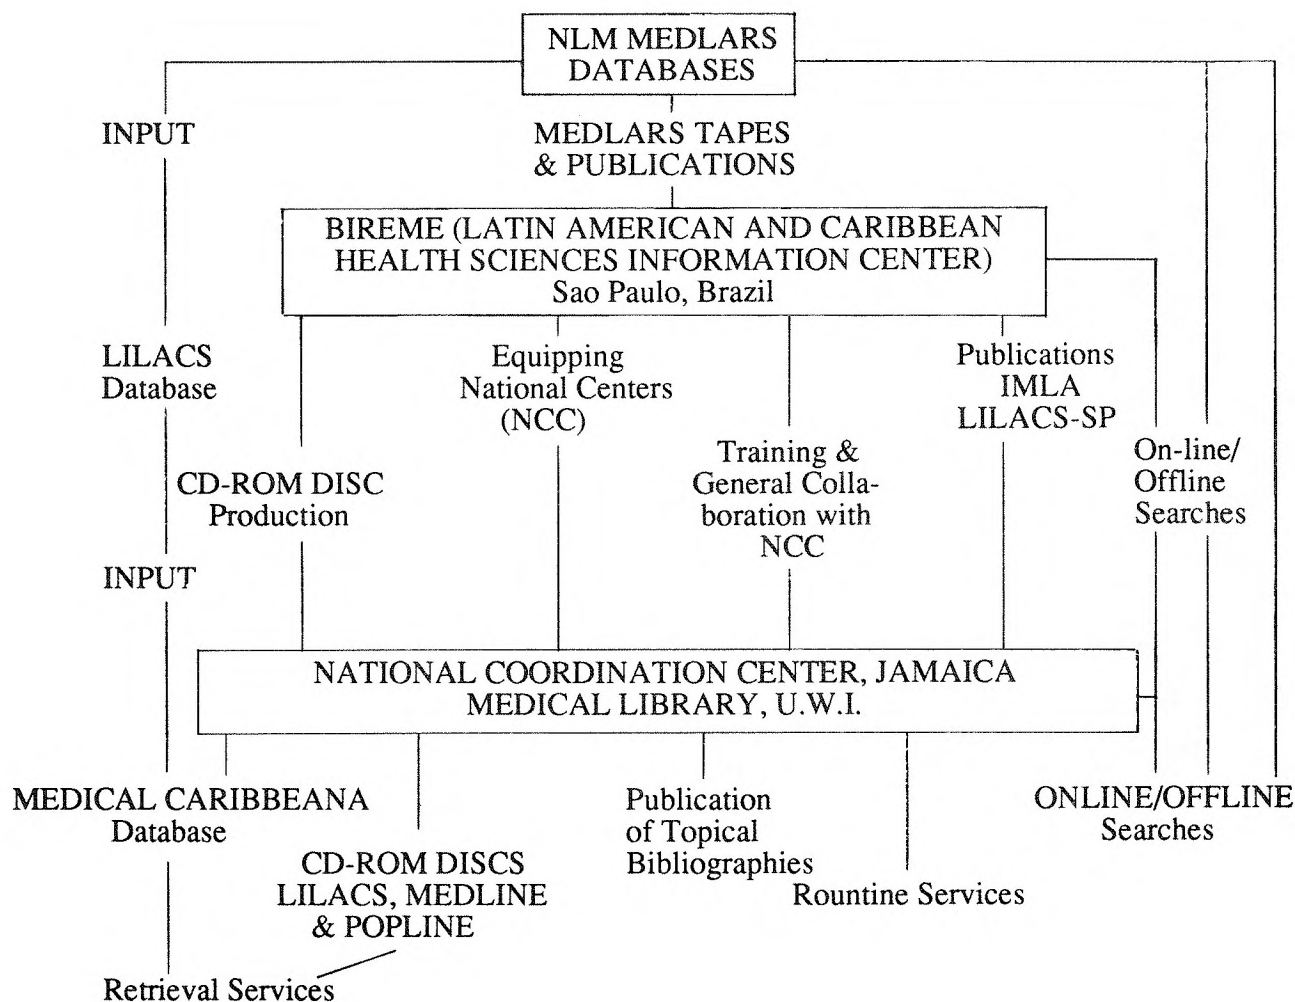 NLM MEDLARS
DATABASES
INPUT
MEDLARS TAPES
& PUBLICATIONS
BIREME (LATIN AMERICAN AND CARIBBEAN
HEALTH SCIENCES INFORMATION CENTER)
Sao Paulo, Brazil
LILACS
Database
Equipping
National Centers
(NCC)
Publications
IMLA
LILACS-SP
CD-ROM DISC
Production
Training &
General Colla-
boration with
NCC
On-line/
Offline
Searches
INPUT
NATIONAL COORDINATION CENTER, JAMAICA
MEDICAL LIBRARY, U.W.I.
MEDICAL CARIBBEANA
Database
CD-ROM DISCS
LILACS, MEDLINE
& POPLINE
Publication
of Topical
Bibliographies
Rountine Services
ONLINE/OFFLINE
Searches
Retrieval Services